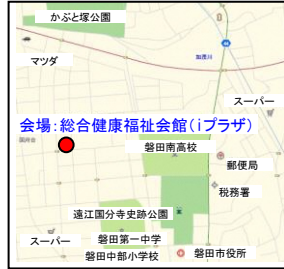 かぶと塚公園
マツダ
加茂川
スーパー
会場:総合健康福祉会館(iプラザ)
磐田南高校
郵便局
税務署
遠江国分寺史跡公園
スーパー
磐田第一中学
磐田市役所
磐田中部小学校